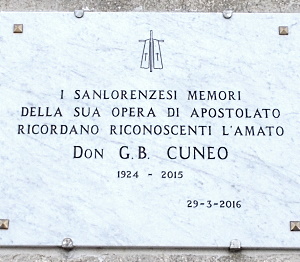 I SANLORENZESI MEMORI
DELLA SUA OPERA DI APOSTOLATO
RICORDANO RICONOSCENTI L'AMATO
DON G.B. CUNEO
1924 - 2015
29-3-2016